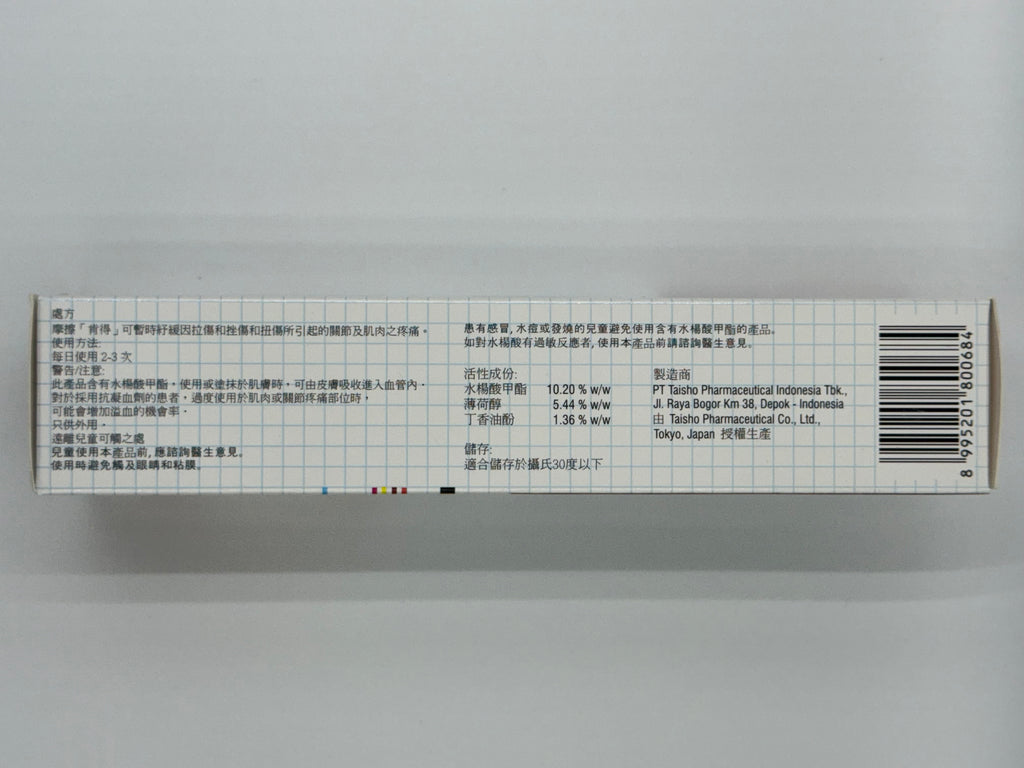 處方
摩擦「肯得」可暫時紓緩因拉傷和挫傷和扭傷所引起的關節及肌肉之疼痛。
使用方法:
每日使用 2-3 次
警告/注意:
此產品含有水楊酸甲酯，使用或塗抹於肌膚時，可由皮膚吸收進入血管內，
對於採用抗凝血劑的患者，過度使用於肌肉或關節疼痛部位時，
可能會增加溢血的機會率。
只供外用。
遠離兒童可觸之處
兒童使用本產品前, 應諮詢醫生意見。
使用時避免觸及眼睛和粘膜。
患有感冒, 水痘或發燒的兒童避免使用含有水楊酸甲酯的產品。
如對水楊酸有過敏反應者, 使用本產品前請諮詢醫生意見。
活性成份:
水楊酸甲酯 10.20 % w/w
薄荷醇 5.44 % w/w
丁香油酚 1.36 % w/w
儲存:
適合儲存於攝氏30度以下
製造商
PT Taisho Pharmaceutical Indonesia Tbk.,
Jl. Raya Bogor Km 38, Depok - Indonesia
由 Taisho Pharmaceutical Co., Ltd.,
Tokyo, Japan 授權生產
8 995201 800684